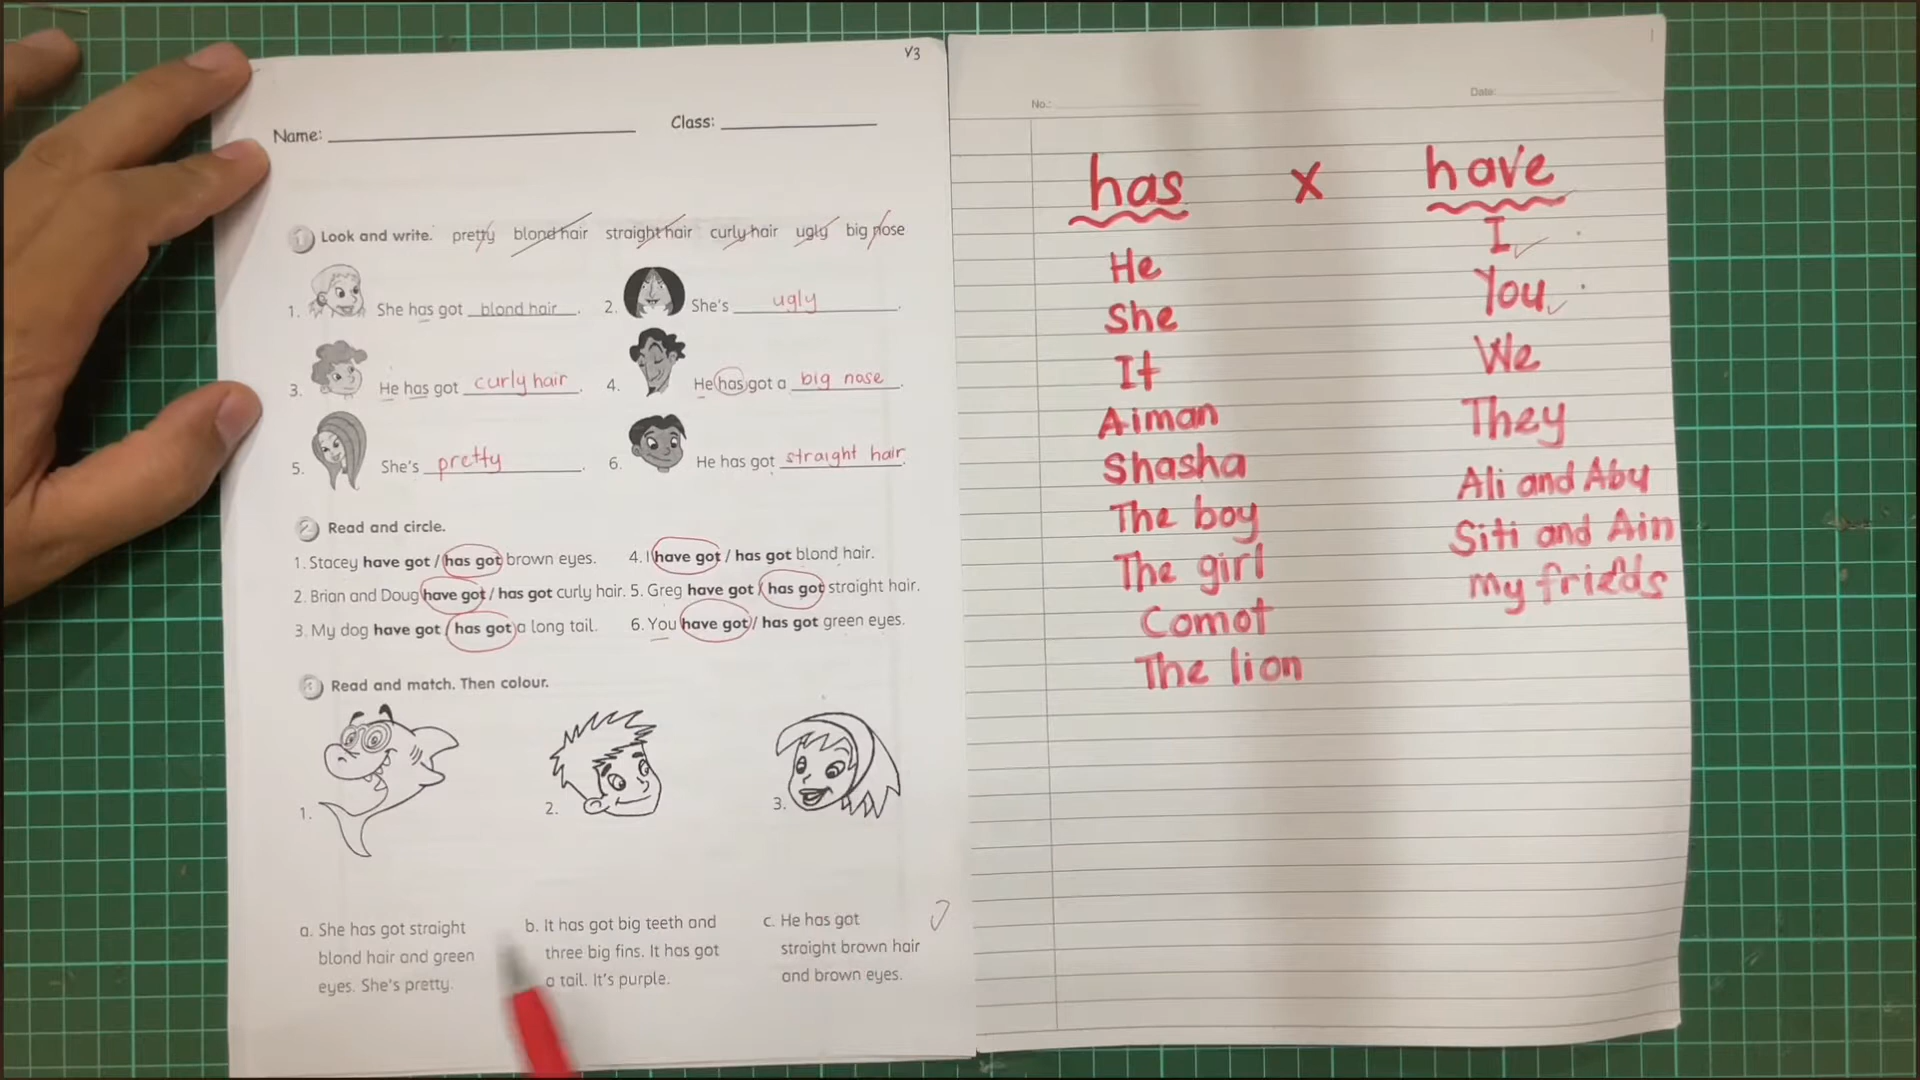 Y3
Name: Class:
1 Look and write. pretty blond hair straight hair curly hair ugly big nose
1. She has got blond hair. 2. She's ugly.
3. He has got curly hair. 4. He has got a big nose.
5. She's pretty. 6. He has got straight hair.
2 Read and circle.
1. Stacey have got / has got brown eyes. 4. I have got / has got blond hair.
2. Brian and Doug have got / has got curly hair. 5. Greg have got / has got straight hair.
3. My dog have got / has got a long tail. 6. You have got / has got green eyes.
3 Read and match. Then colour.
1. 2. 3.
a. She has got straight
blond hair and green
eyes. She's pretty.
b. It has got big teeth and
three big fins. It has got
a tail. It's purple.
c. He has got
straight brown hair
and brown eyes.
No.: Date:
has x have
He
She
It
Aiman
Shasha
The boy
The girl
Comot
The lion
I
You
We
They
Ali and Abu
Siti and Ain
my frieds